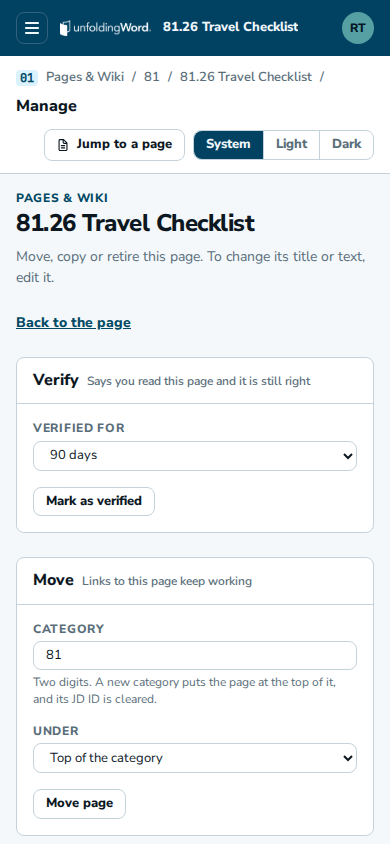 unfoldingWord. 81.26 Travel Checklist RT
01 Pages & Wiki / 81 / 81.26 Travel Checklist /
Manage
Jump to a page System Light Dark
PAGES & WIKI
81.26 Travel Checklist
Move, copy or retire this page. To change its title or text,
edit it.
Back to the page
Verify Says you read this page and it is still right
VERIFIED FOR
90 days
Mark as verified
Move Links to this page keep working
CATEGORY
81
Two digits. A new category puts the page at the top of it,
and its JD ID is cleared.
UNDER
Top of the category
Move page